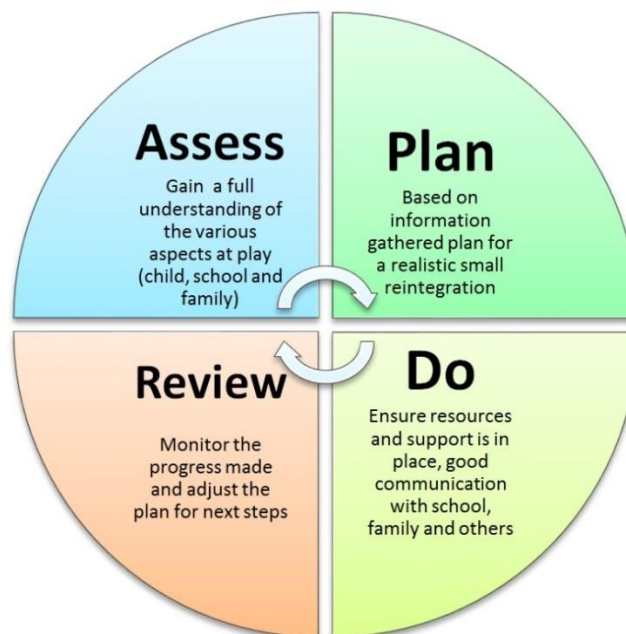 Assess
Gain a full
understanding of
the various
aspects at play
(child, school and
family)
Plan
Based on
information
gathered plan for
a realistic small
reintegration
Do
Ensure resources
and support is in
place, good
communication
with school,
family and others
Review
Monitor the
progress made
and adjust the
plan for next steps